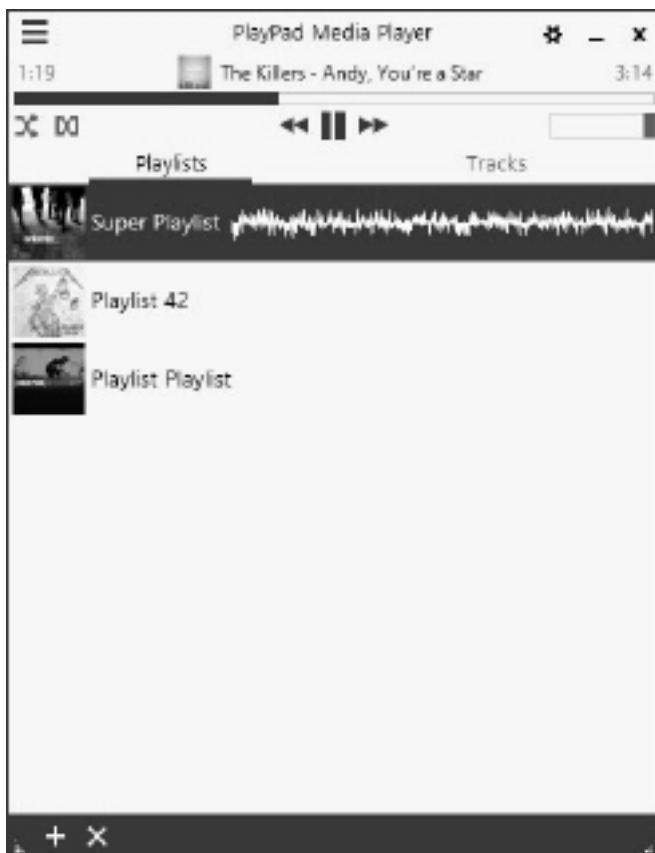 PlayPad Media Player
1:19 The Killers - Andy, You're a Star 3:14
Playlists Tracks
Super Playlist
Playlist 42
Playlist Playlist